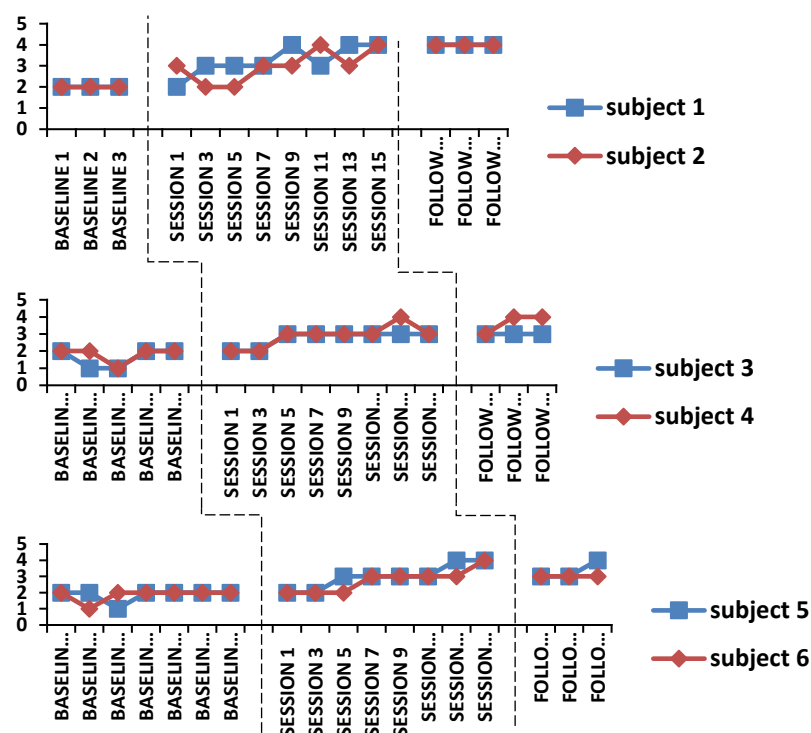 5
4
3
2
1
0
BASELINE 1
BASELINE 2
BASELINE 3
SESSION 1
SESSION 3
SESSION 5
SESSION 7
SESSION 9
SESSION 11
SESSION 13
SESSION 15
FOLLOW...
FOLLOW...
FOLLOW...
subject 1
subject 2
5
4
3
2
1
0
BASELIN...
BASELIN...
BASELIN...
BASELIN...
BASELIN...
SESSION 1
SESSION 3
SESSION 5
SESSION 7
SESSION 9
SESSION...
SESSION...
SESSION...
FOLLOW...
FOLLOW...
FOLLOW...
subject 3
subject 4
5
4
3
2
1
0
BASELIN...
BASELIN...
BASELIN...
BASELIN...
BASELIN...
BASELIN...
BASELIN...
SESSION 1
SESSION 3
SESSION 5
SESSION 7
SESSION 9
SESSION...
SESSION...
SESSION...
FOLLO...
FOLLO...
FOLLO...
subject 5
subject 6